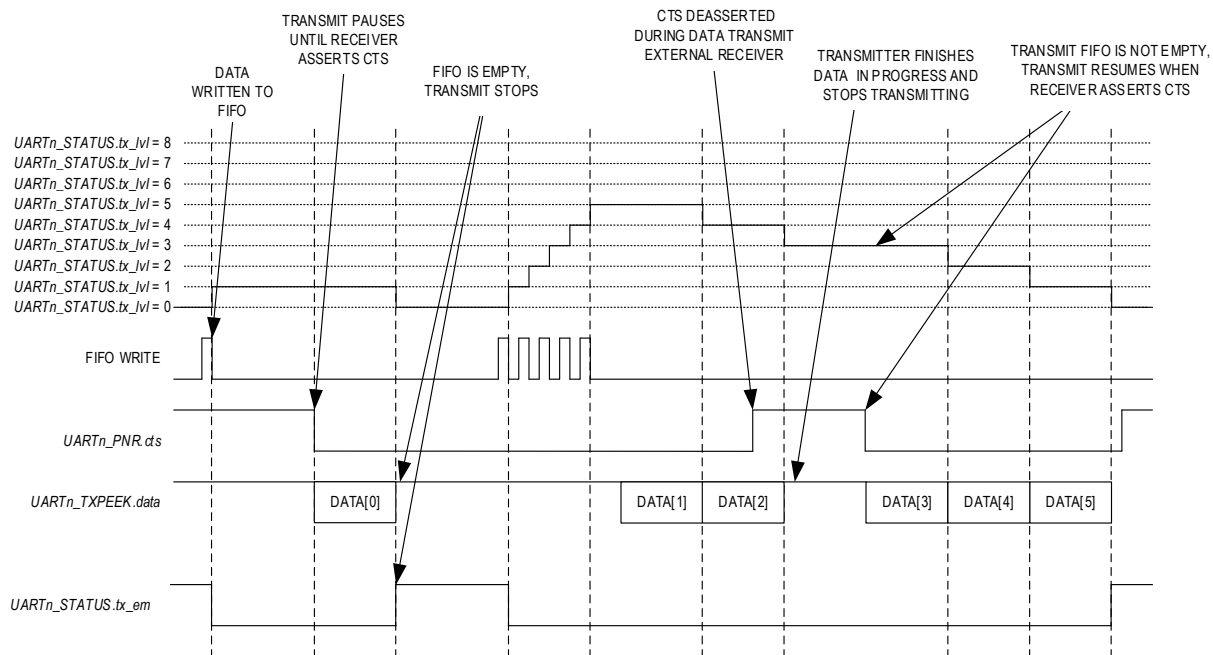 TRANSMIT PAUSES
UNTIL RECEIVER
ASSERTS CTS
CTS DEASSERTED
DURING DATA TRANSMIT
EXTERNAL RECEIVER
DATA
WRITTEN TO
FIFO
FIFO IS EMPTY,
TRANSMIT STOPS
TRANSMITTER FINISHES
DATA IN PROGRESS AND
STOPS TRANSMITTING
TRANSMIT FIFO IS NOT EMPTY,
TRANSMIT RESUMES WHEN
RECEIVER ASSERTS CTS
UARTn_STATUS.tx_lvl = 8
UARTn_STATUS.tx_lvl = 7
UARTn_STATUS.tx_lvl = 6
UARTn_STATUS.tx_lvl = 5
UARTn_STATUS.tx_lvl = 4
UARTn_STATUS.tx_lvl = 3
UARTn_STATUS.tx_lvl = 2
UARTn_STATUS.tx_lvl = 1
UARTn_STATUS.tx_lvl = 0
FIFO WRITE
UARTn_PNR.cts
UARTn_TXPEEK.data
DATA[0]
DATA[1]
DATA[2]
DATA[3]
DATA[4]
DATA[5]
UARTn_STATUS.tx_em